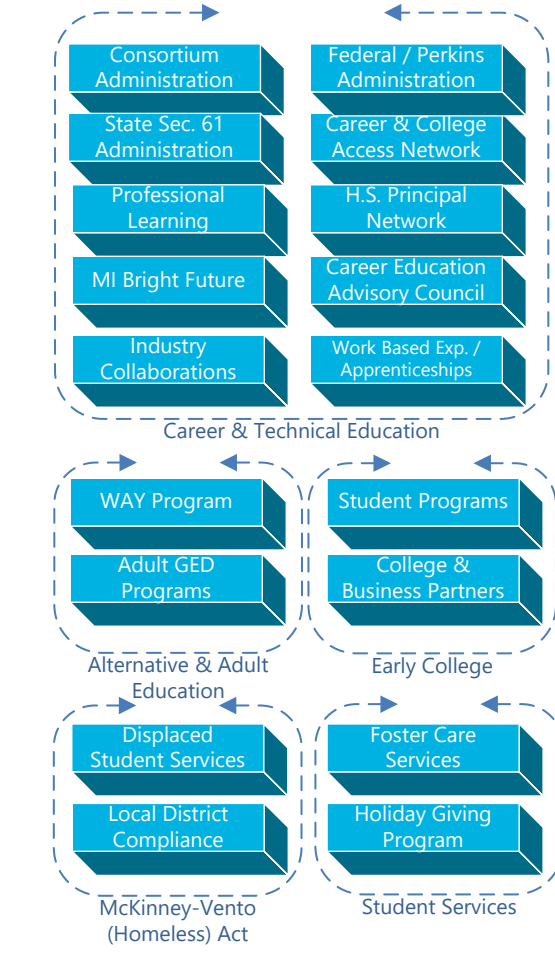 Consortium
Administration
Federal / Perkins
Administration
State Sec. 61
Administration
Career & College
Access Network
Professional
Learning
H.S. Principal
Network
MI Bright Future
Career Education
Advisory Council
Industry
Collaborations
Work Based Exp. /
Apprenticeships
Career & Technical Education
WAY Program
Adult GED
Programs
Alternative & Adult
Education
Student Programs
College &
Business Partners
Early College
Displaced
Student Services
Local District
Compliance
McKinney-Vento
(Homeless) Act
Foster Care
Services
Holiday Giving
Program
Student Services